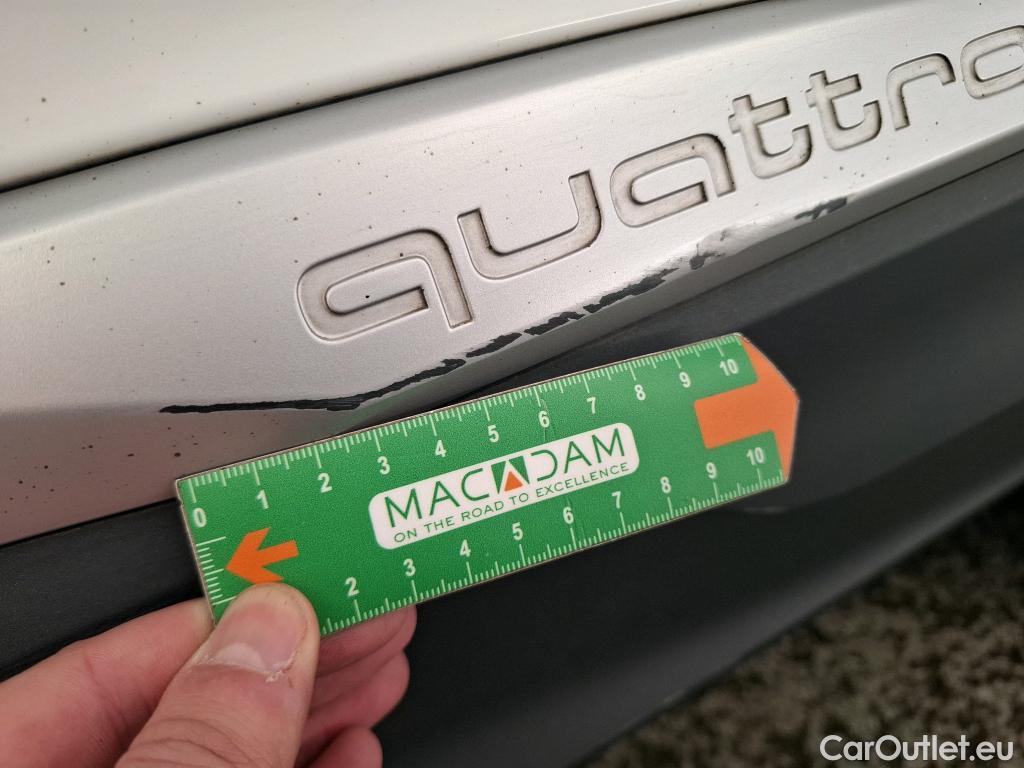 quattro
0 1 2 3 4 5 6 7 8 9 10
MACADAM
ON THE ROAD TO EXCELLENCE
2 3 4 5 6 7 8 9 10
CarOutlet.eu